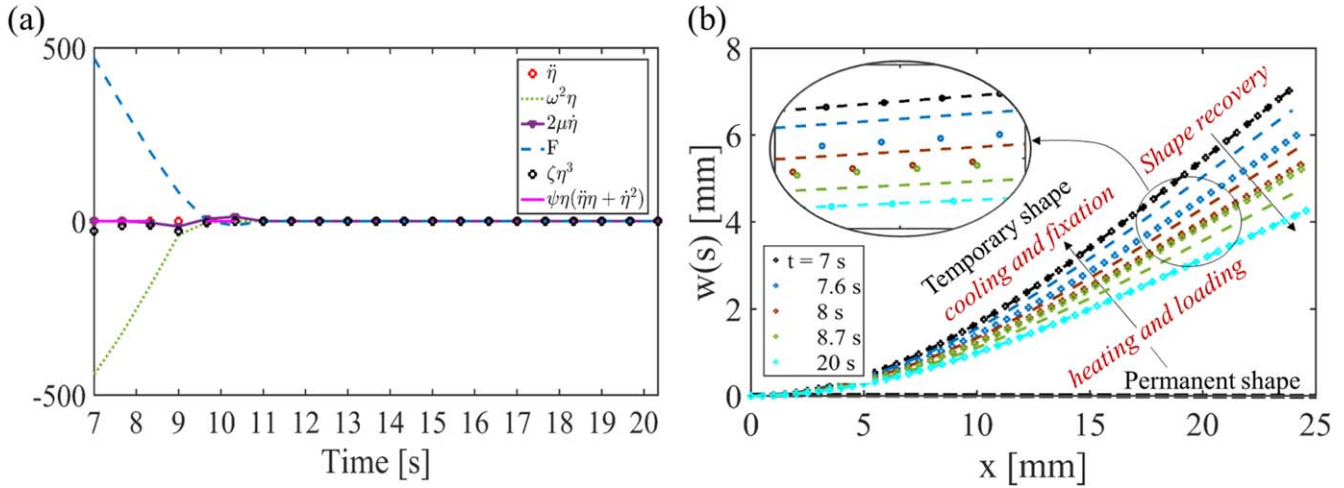 (a)
500
0
-500
7 8 9 10 11 12 13 14 15 16 17 18 19 20
Time [s]
η̈
ω²η
2μη̇
F
ζη³
ψη(η̈η + η̇²)
(b)
8
6
4
2
0
w(s) [mm]
0 5 10 15 20 25
x [mm]
Temporary shape
cooling and fixation
Shape recovery
heating and loading
Permanent shape
t = 7 s
7.6 s
8 s
8.7 s
20 s